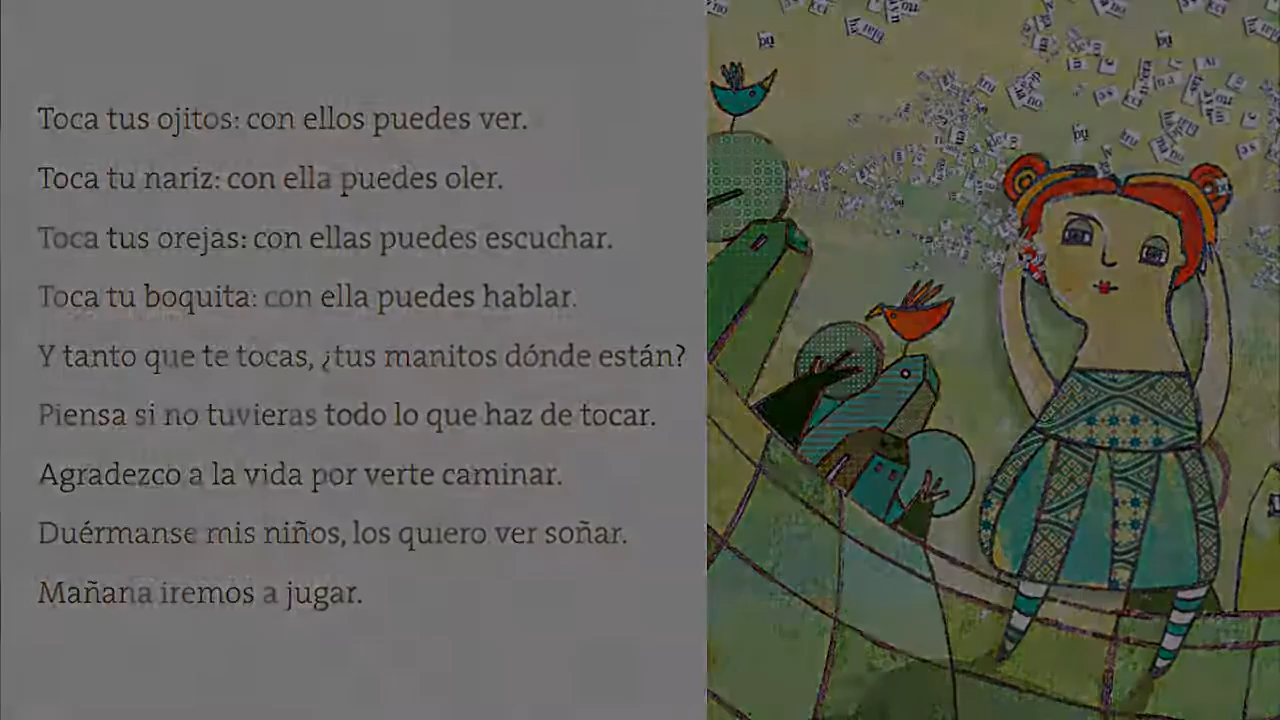 Toca tus ojitos: con ellos puedes ver.
Toca tu nariz: con ella puedes oler.
Toca tus orejas: con ellas puedes escuchar.
Toca tu boquita: con ella puedes hablar.
Y tanto que te tocas, ¿tus manitos dónde están?
Piensa si no tuvieras todo lo que haz de tocar.
Agradezco a la vida por verte caminar.
Duérmanse mis niños, los quiero ver soñar.
Mañana iremos a jugar.